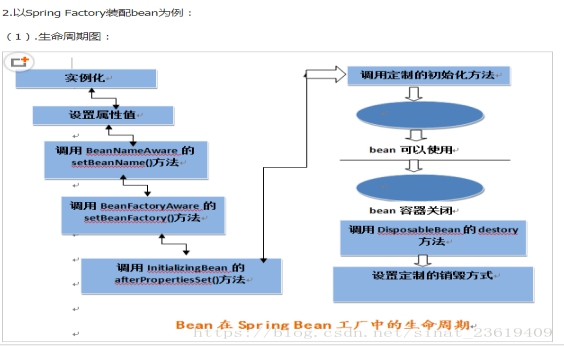 2.以Spring Factory装配bean为例：
（1）.生命周期图：
实例化
设置属性值
调用 BeanNameAware 的
setBeanName()方法
调用 BeanFactoryAware 的
setBeanFactory()方法
调用 InitializingBean 的
afterPropertiesSet()方法
调用定制的初始化方法
bean 可以使用
bean 容器关闭
调用 DisposableBean 的 destory
方法
设置定制的销毁方式
Bean 在 Spring Bean 工厂中的生命周期.
https://blog.csdn.net/sinat_23619409